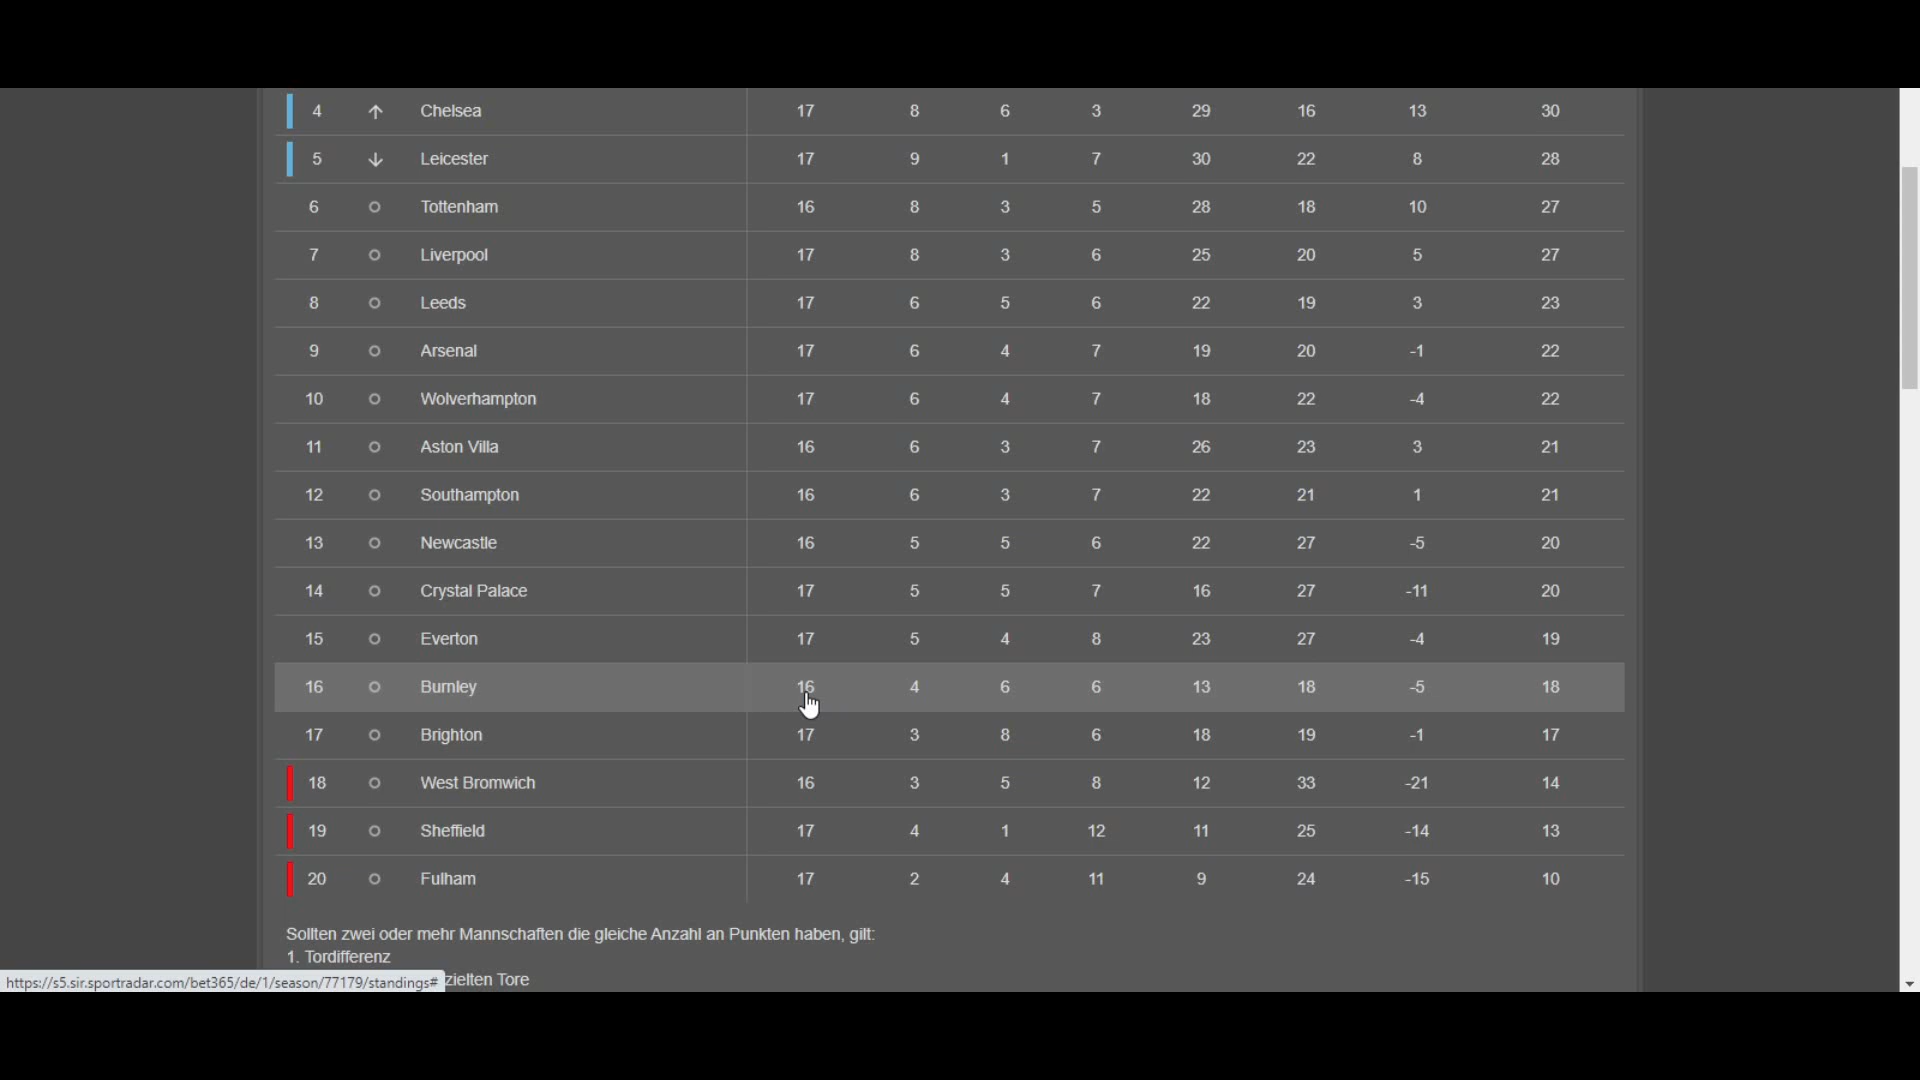 4 Chelsea 17 8 6 3 29 16 13 30
5 Leicester 17 9 1 7 30 22 8 28
6 Tottenham 16 8 3 5 28 18 10 27
7 Liverpool 17 8 3 6 25 20 5 27
8 Leeds 17 6 5 6 22 19 3 23
9 Arsenal 17 6 4 7 19 20 -1 22
10 Wolverhampton 17 6 4 7 18 22 -4 22
11 Aston Villa 16 6 3 7 26 23 3 21
12 Southampton 16 6 3 7 22 21 1 21
13 Newcastle 16 5 5 6 22 27 -5 20
14 Crystal Palace 17 5 5 7 16 27 -11 20
15 Everton 17 5 4 8 23 27 -4 19
16 Burnley 16 4 6 6 13 18 -5 18
17 Brighton 17 3 8 6 18 19 -1 17
18 West Bromwich 16 3 5 8 12 33 -21 14
19 Sheffield 17 4 1 12 11 25 -14 13
20 Fulham 17 2 4 11 9 24 -15 10
Sollten zwei oder mehr Mannschaften die gleiche Anzahl an Punkten haben, gilt:
1. Tordifferenz
https://s5.sir.sportradar.com/bet365/de/1/season/77179/standings# zielten Tore